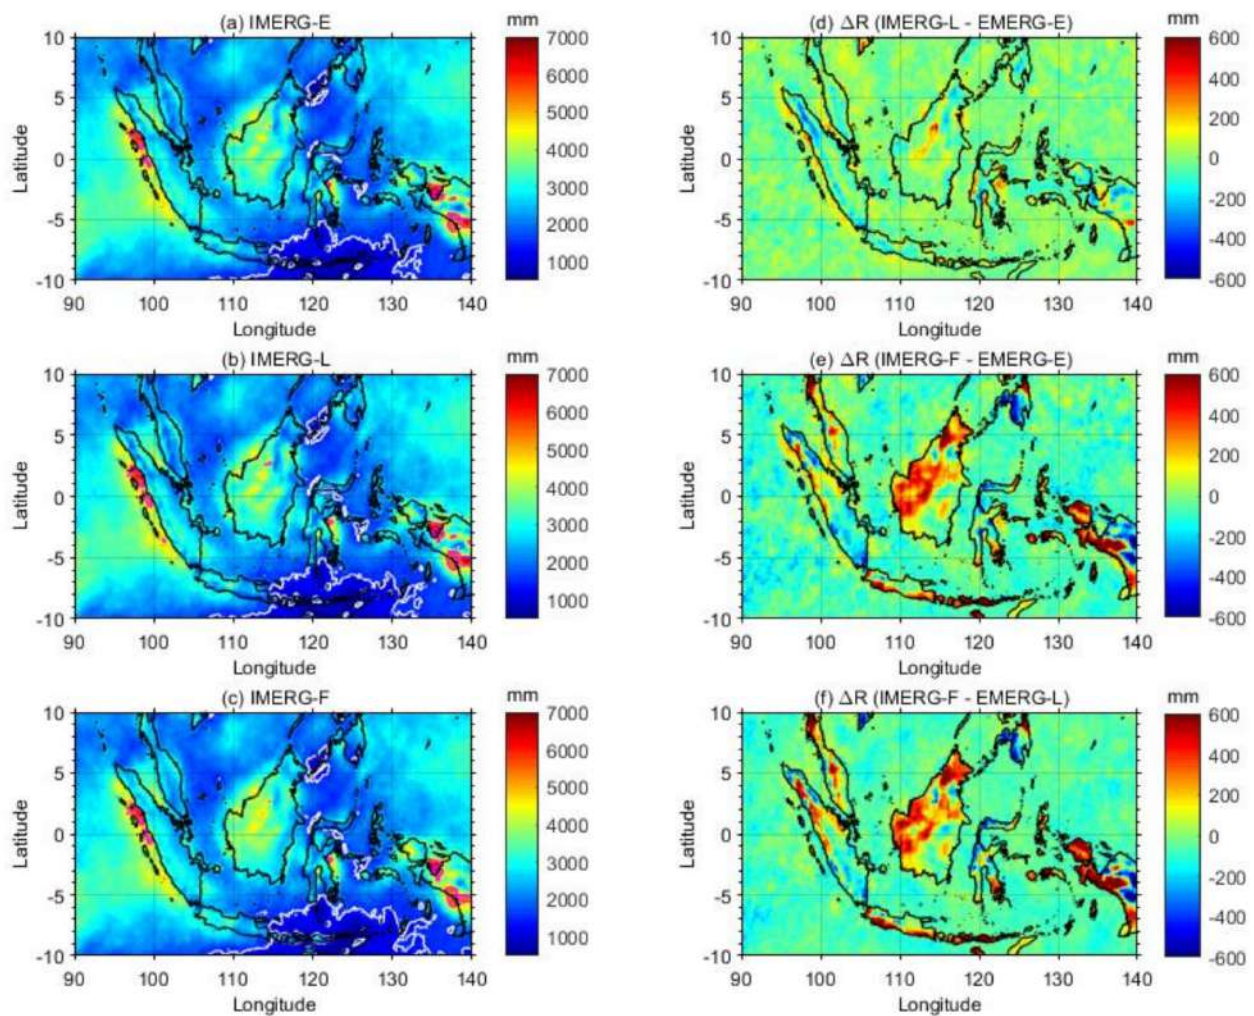 (a) IMERG-E
mm
10
5
0
-5
-10
Latitude
90 100 110 120 130 140
Longitude
7000
6000
5000
4000
3000
2000
1000
(d) ΔR (IMERG-L - EMERG-E)
mm
10
5
0
-5
-10
Latitude
90 100 110 120 130 140
Longitude
600
400
200
0
-200
-400
-600
(b) IMERG-L
mm
10
5
0
-5
-10
Latitude
90 100 110 120 130 140
Longitude
7000
6000
5000
4000
3000
2000
1000
(e) ΔR (IMERG-F - EMERG-E)
mm
10
5
0
-5
-10
Latitude
90 100 110 120 130 140
Longitude
600
400
200
0
-200
-400
-600
(c) IMERG-F
mm
10
5
0
-5
-10
Latitude
90 100 110 120 130 140
Longitude
7000
6000
5000
4000
3000
2000
1000
(f) ΔR (IMERG-F - EMERG-L)
mm
10
5
0
-5
-10
Latitude
90 100 110 120 130 140
Longitude
600
400
200
0
-200
-400
-600